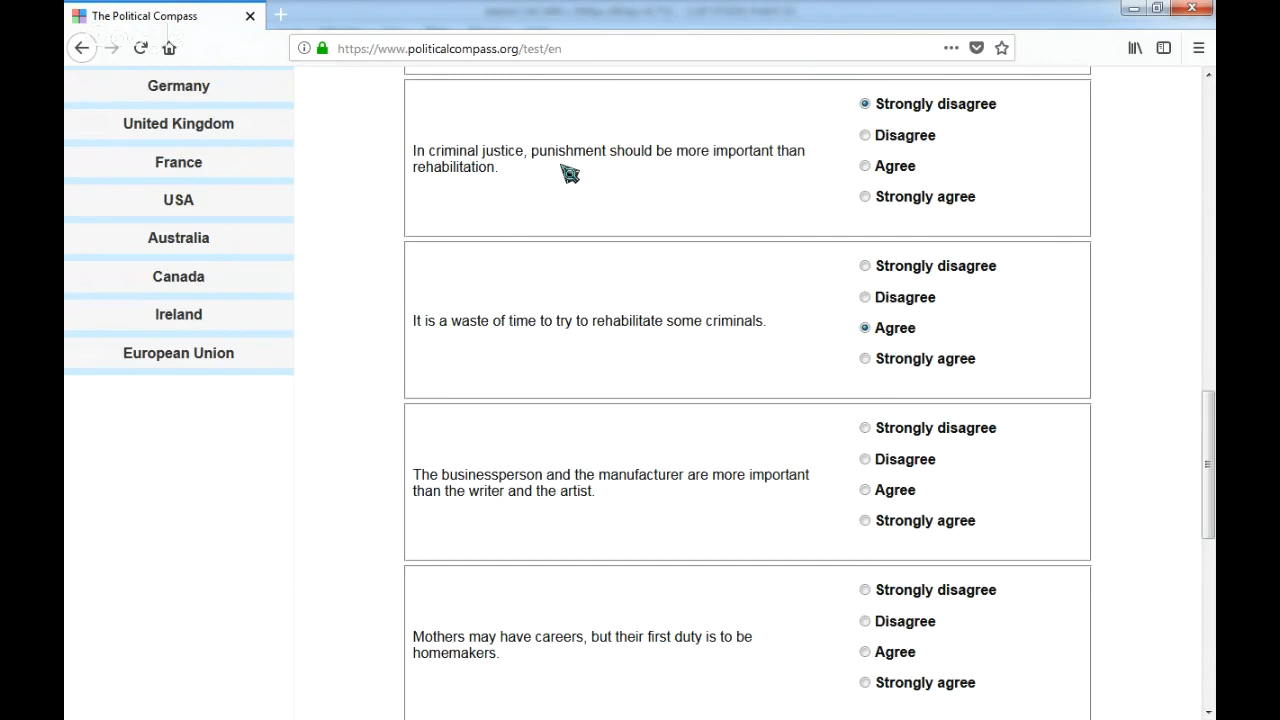 The Political Compass
https://www.politicalcompass.org/test/en
Germany
United Kingdom
France
USA
Australia
Canada
Ireland
European Union
In criminal justice, punishment should be more important than
rehabilitation.
Strongly disagree
Disagree
Agree
Strongly agree
It is a waste of time to try to rehabilitate some criminals.
Strongly disagree
Disagree
Agree
Strongly agree
The businessperson and the manufacturer are more important
than the writer and the artist.
Strongly disagree
Disagree
Agree
Strongly agree
Mothers may have careers, but their first duty is to be
homemakers.
Strongly disagree
Disagree
Agree
Strongly agree